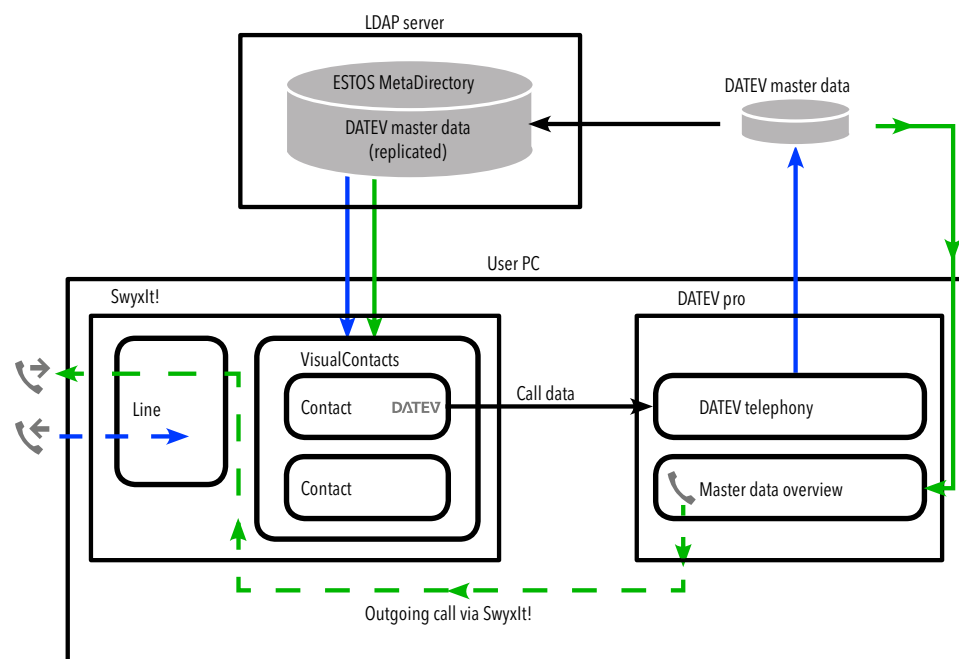 LDAP server
ESTOS MetaDirectory
DATEV master data
(replicated)
DATEV master data
User PC
SwyxIt!
DATEV pro
VisualContacts
Contact
DATEV
Line
Call data
DATEV telephony
Contact
Master data overview
Outgoing call via SwyxIt!